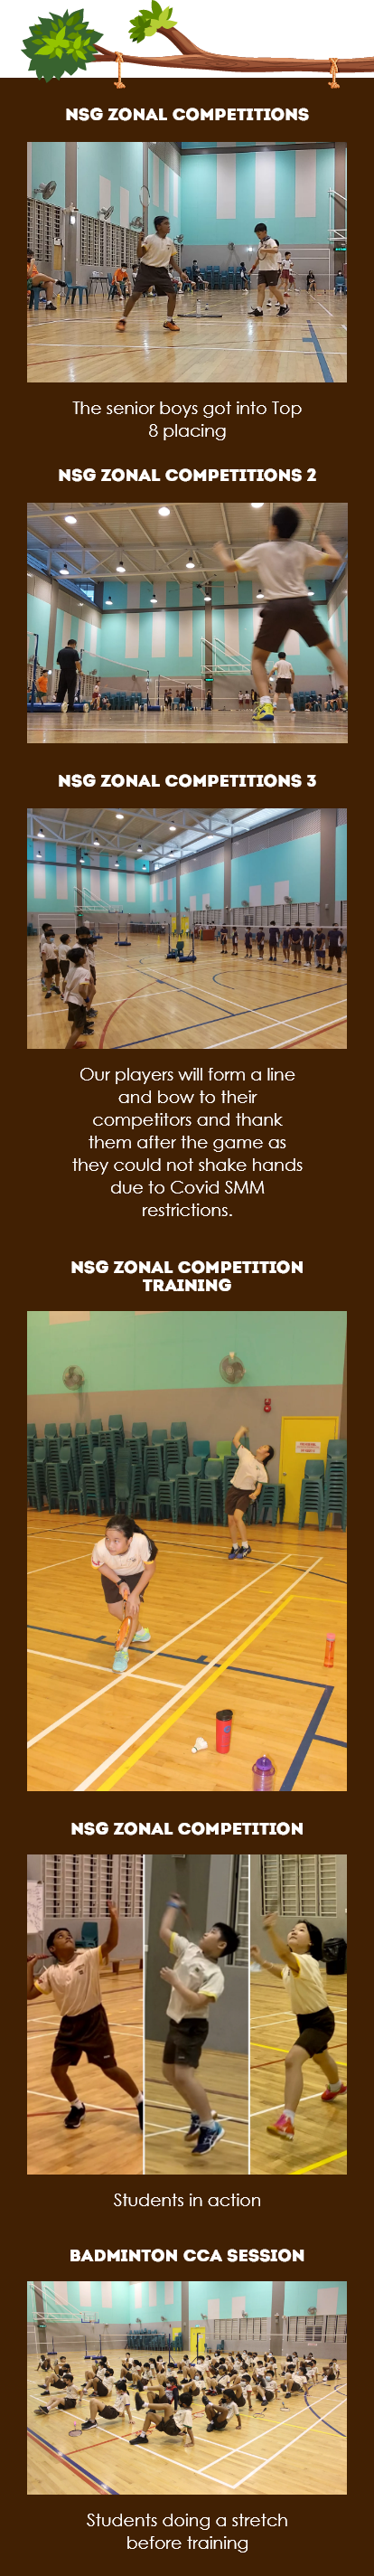 NSG ZONAL COMPETITIONS
The senior boys got into Top
8 placing
NSG ZONAL COMPETITIONS 2
NSG ZONAL COMPETITIONS 3
Our players will form a line
and bow to their
competitors and thank
them after the game as
they could not shake hands
due to Covid SMM
restrictions.
NSG ZONAL COMPETITION
TRAINING
NSG ZONAL COMPETITION
Students in action
BADMINTON CCA SESSION
Students doing a stretch
before training